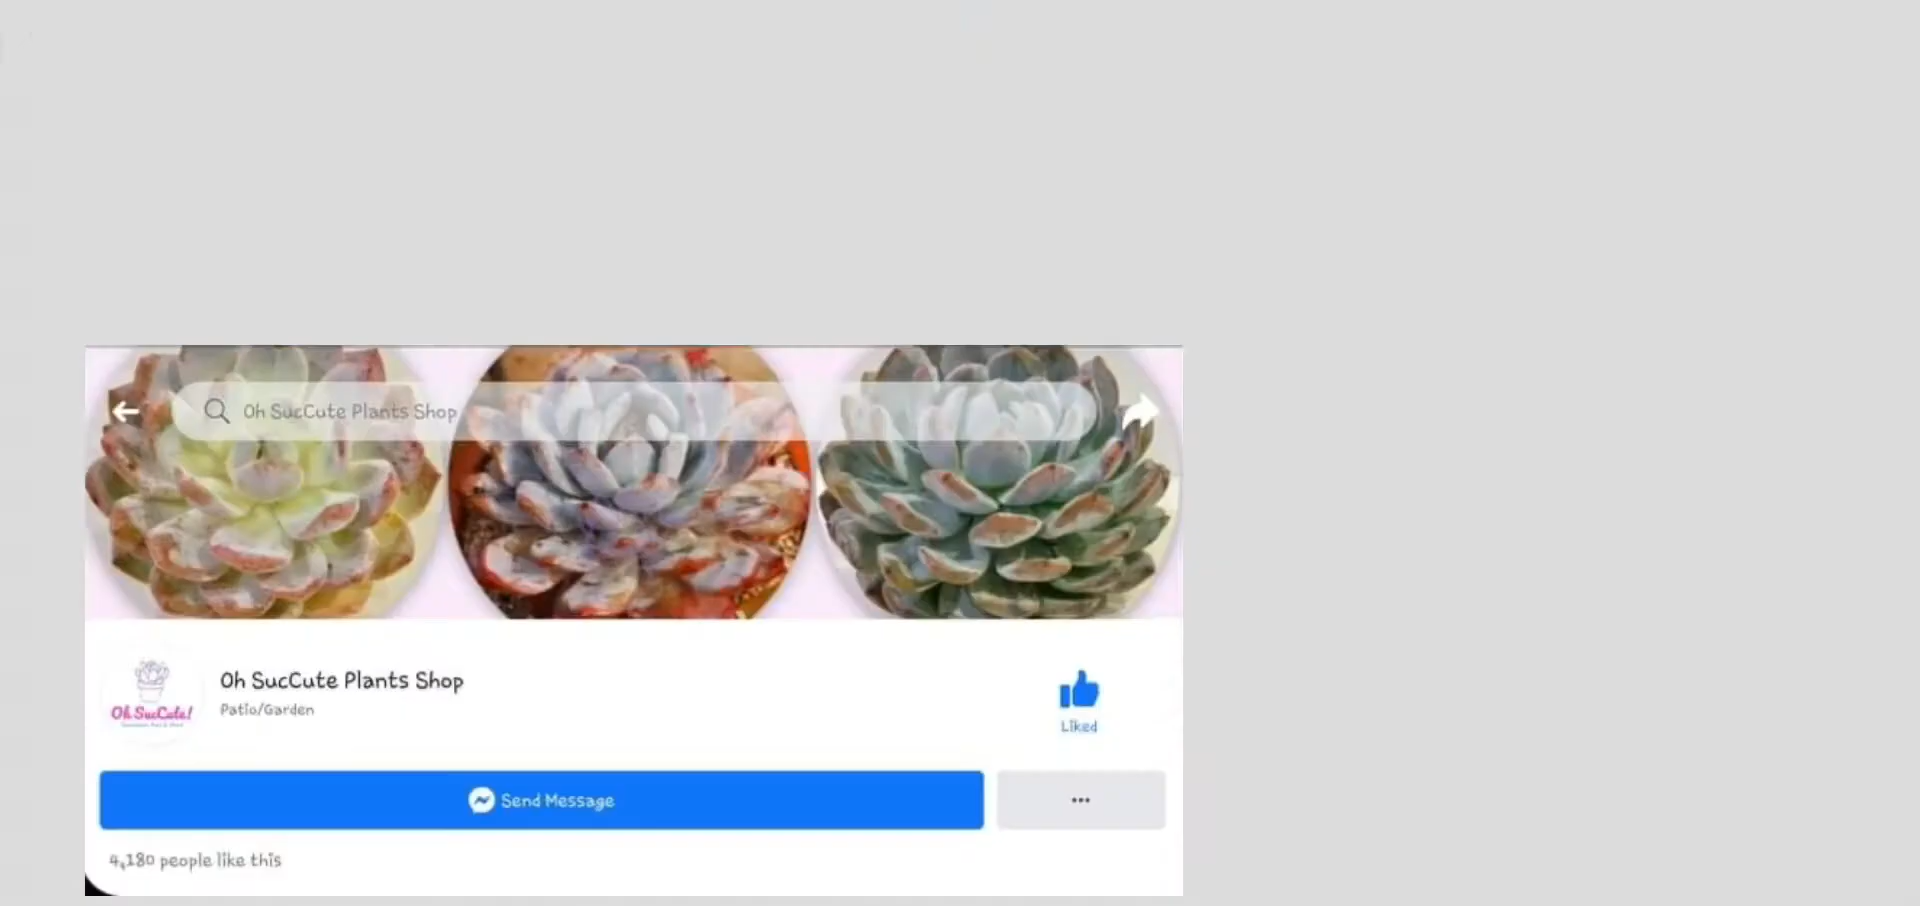 Oh SucCute Plants Shop
Oh SucCute Plants Shop
Patio/Garden
Oh SucCute!
Liked
Send Message
4,180 people like this